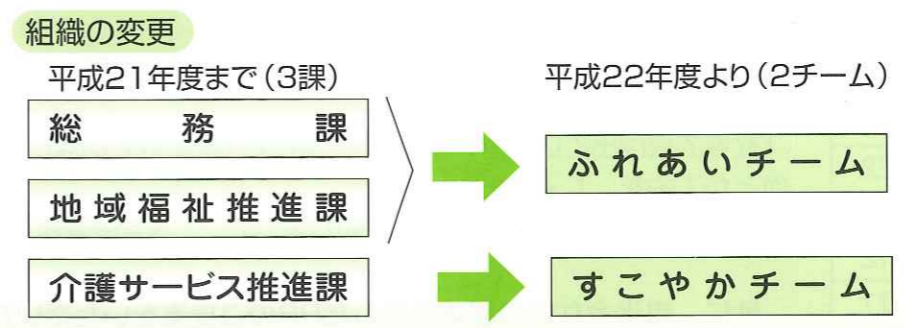 組織の変更
平成21年度まで(3課)
総務課
地域福祉推進課
介護サービス推進課
平成22年度より(2チーム)
ふれあいチーム
すこやかチーム